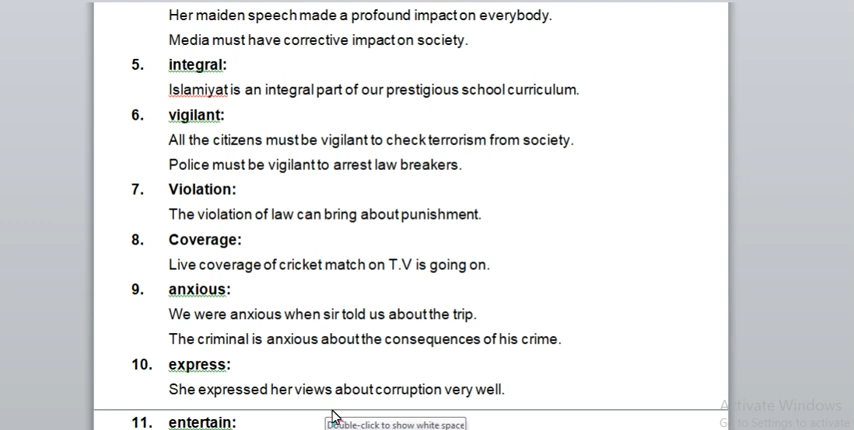 Her maiden speech made a profound impact on everybody.
Media must have corrective impact on society.
5. integral:
Islamiyat is an integral part of our prestigious school curriculum.
6. vigilant:
All the citizens must be vigilant to check terrorism from society.
Police must be vigilant to arrest law breakers.
7. Violation:
The violation of law can bring about punishment.
8. Coverage:
Live coverage of cricket match on T.V is going on.
9. anxious:
We were anxious when sir told us about the trip.
The criminal is anxious about the consequences of his crime.
10. express:
She expressed her views about corruption very well.
Activate Windows
Go to Settings to activate
11. entertain:
Double-click to show white space